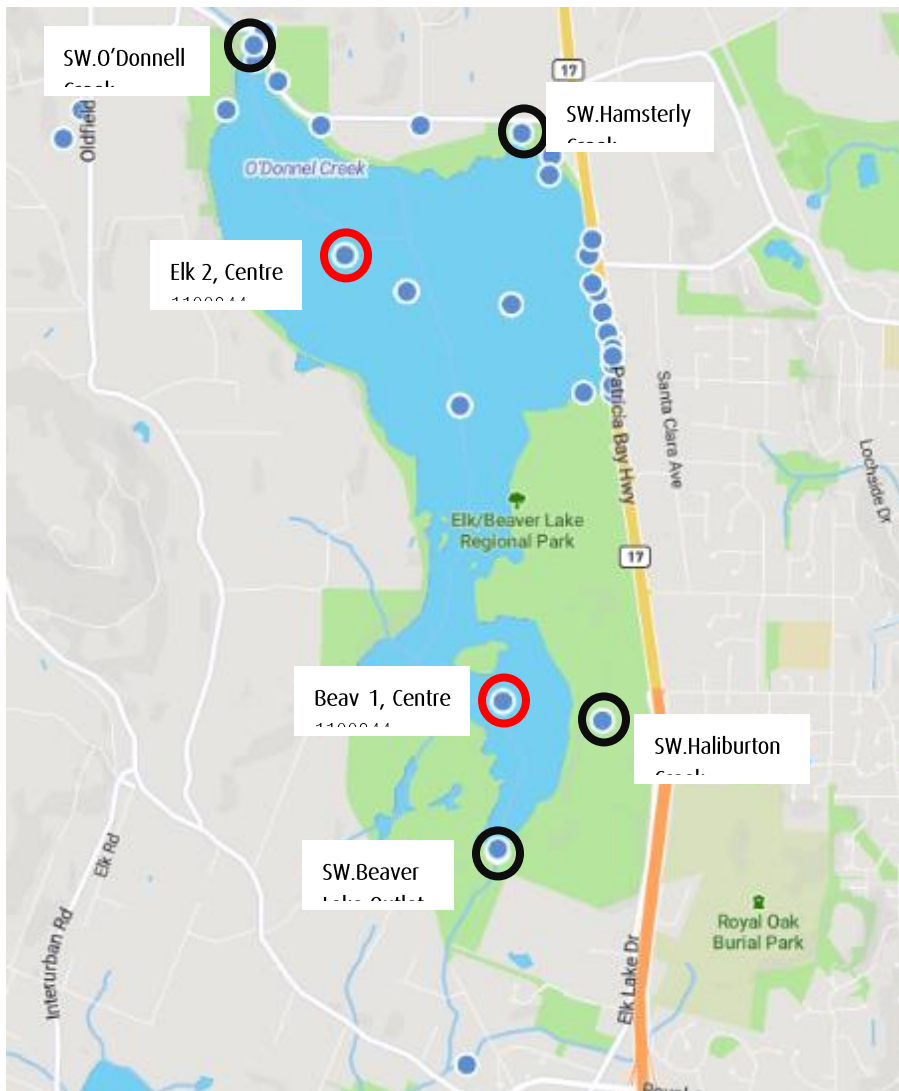 SW.O'Donnell
17
SW.Hamsterly
Oldfield
O'Donnel Creek
Elk 2, Centre
Patricia Bay Hwy
Santa Clara Ave
Lochside Dr
Elk/Beaver Lake
Regional Park
17
Beav 1, Centre
SW.Haliburton
Elk Rd
SW.Beaver
Interurban Rd
Royal Oak
Burial Park
Elk Lake Dr